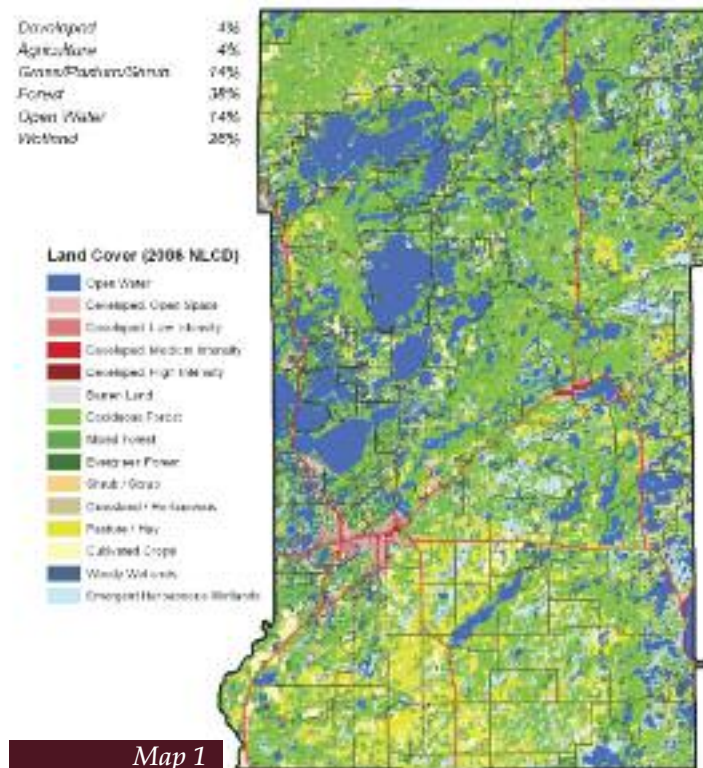 Developed 4%
Agriculture 4%
Grass/Pasture/Shrub 14%
Forest 38%
Open Water 14%
Wetland 26%
Land Cover (2006 NLCD)
Open Water
Developed, Open Space
Developed, Low Intensity
Developed, Medium Intensity
Developed, High Intensity
Barren Land
Deciduous Forest
Mixed Forest
Evergreen Forest
Shrub / Scrub
Grassland / Herbaceous
Pasture / Hay
Cultivated Crops
Woody Wetlands
Emergent Herbaceous Wetlands
Map 1